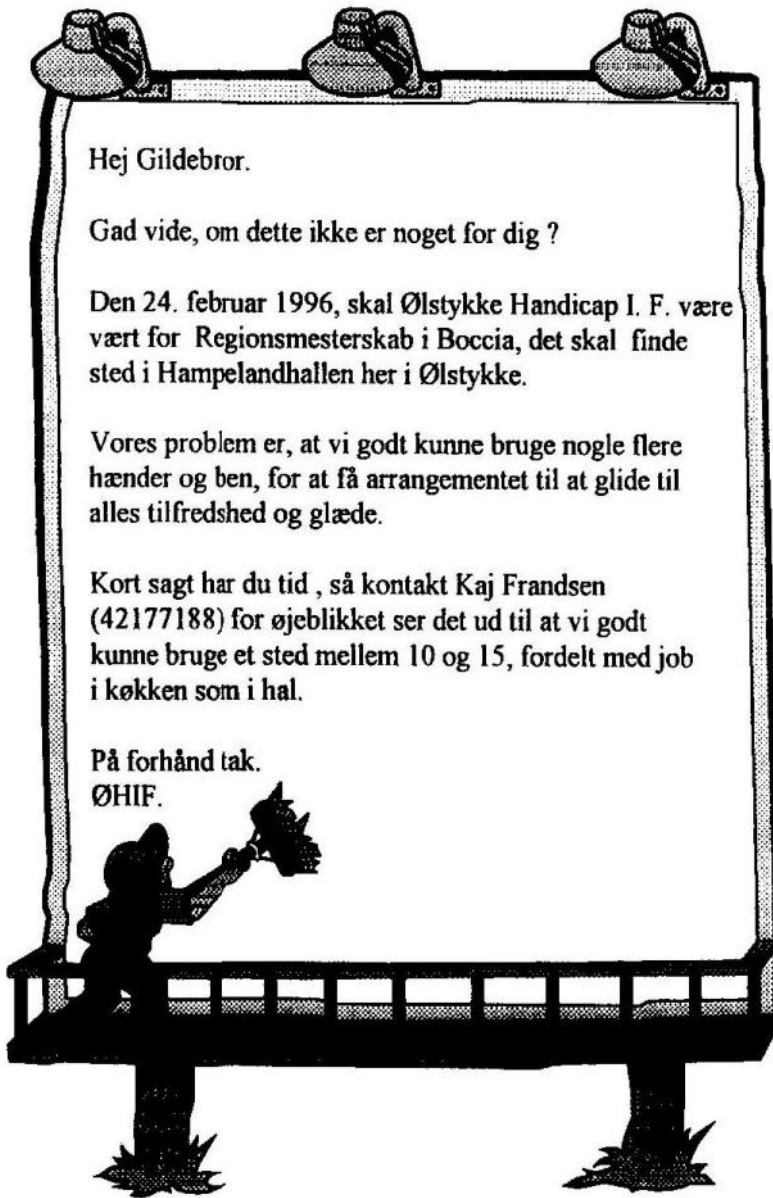 Hej Gildebror.
Gad vide, om dette ikke er noget for dig ?
Den 24. februar 1996, skal Ølstykke Handicap I. F. være
vært for Regionsmesterskab i Boccia, det skal finde
sted i Hampelandhallen her i Ølstykke.
Vores problem er, at vi godt kunne bruge nogle flere
hænder og ben, for at få arrangementet til at glide til
alles tilfredshed og glæde.
Kort sagt har du tid , så kontakt Kaj Frandsen
(42177188) for øjeblikket ser det ud til at vi godt
kunne bruge et sted mellem 10 og 15, fordelt med job
i køkken som i hal.
På forhånd tak.
ØHIF.